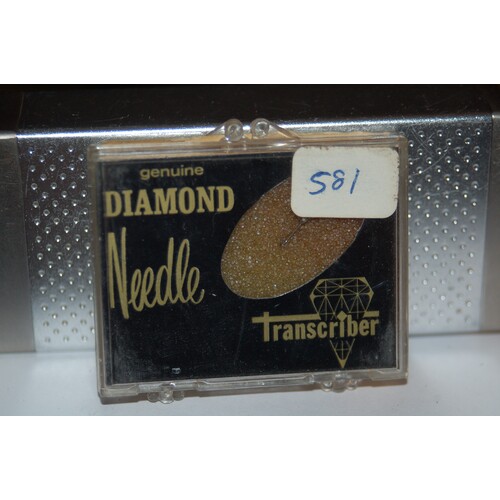 genuine
581
DIAMOND
Needle
Transcriber